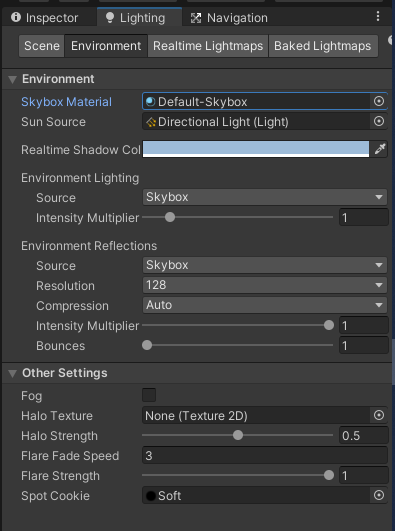 Inspector Lighting Navigation
Scene Environment Realtime Lightmaps Baked Lightmaps
Environment
Skybox Material Default-Skybox
Sun Source Directional Light (Light)
Realtime Shadow Col
Environment Lighting
Source Skybox
Intensity Multiplier 1
Environment Reflections
Source Skybox
Resolution 128
Compression Auto
Intensity Multiplier 1
Bounces 1
Other Settings
Fog
Halo Texture None (Texture 2D)
Halo Strength 0.5
Flare Fade Speed 3
Flare Strength 1
Spot Cookie Soft